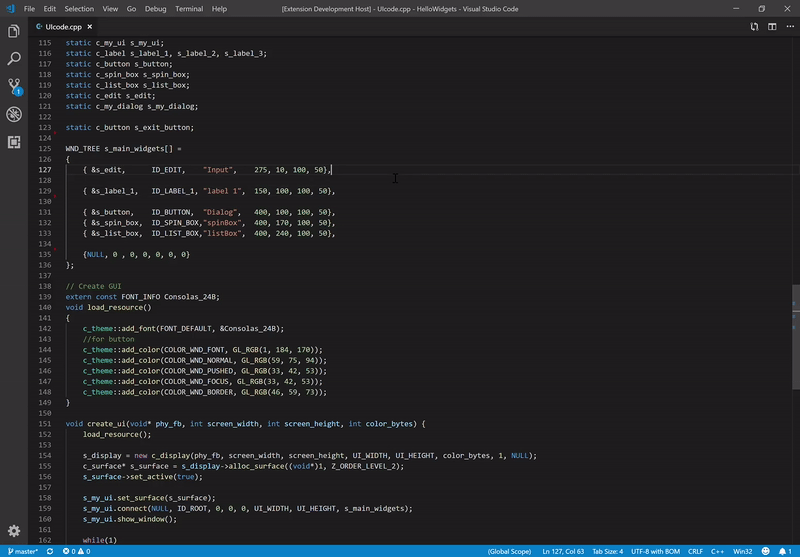 File Edit Selection View Go Debug Terminal Help [Extension Development Host] - UIcode.cpp - HelloWidgets - Visual Studio Code
UIcode.cpp ×
115 static c_my_ui s_my_ui;
116 static c_label s_label_1, s_label_2, s_label_3;
117 static c_button s_button;
118 static c_spin_box s_spin_box;
119 static c_list_box s_list_box;
120 static c_edit s_edit;
121 static c_my_dialog s_my_dialog;
122
123 static c_button s_exit_button;
124
125 WND_TREE s_main_widgets[] =
126 {
127 { &s_edit, ID_EDIT, "Input", 275, 10, 100, 50},
128
129 { &s_label_1, ID_LABEL_1, "label 1", 150, 100, 100, 50},
130
131 { &s_button, ID_BUTTON, "Dialog", 400, 100, 100, 50},
132 { &s_spin_box, ID_SPIN_BOX,"spinBox", 400, 170, 100, 50},
133 { &s_list_box, ID_LIST_BOX,"listBox", 400, 240, 100, 50},
134
135 {NULL, 0 , 0, 0, 0, 0, 0}
136 };
137
138 // Create GUI
139 extern const FONT_INFO Consolas_24B;
140 void load_resource()
141 {
142 c_theme::add_font(FONT_DEFAULT, &Consolas_24B);
143 //for button
144 c_theme::add_color(COLOR_WND_FONT, GL_RGB(1, 184, 170));
145 c_theme::add_color(COLOR_WND_NORMAL, GL_RGB(59, 75, 94));
146 c_theme::add_color(COLOR_WND_PUSHED, GL_RGB(33, 42, 53));
147 c_theme::add_color(COLOR_WND_FOCUS, GL_RGB(33, 42, 53));
148 c_theme::add_color(COLOR_WND_BORDER, GL_RGB(46, 59, 73));
149 }
150
151 void create_ui(void* phy_fb, int screen_width, int screen_height, int color_bytes) {
152 load_resource();
153
154 s_display = new c_display(phy_fb, screen_width, screen_height, UI_WIDTH, UI_HEIGHT, color_bytes, 1, NULL);
155 c_surface* s_surface = s_display->alloc_surface((void*)1, Z_ORDER_LEVEL_2);
156 s_surface->set_active(true);
157
158 s_my_ui.set_surface(s_surface);
159 s_my_ui.connect(NULL, ID_ROOT, 0, 0, 0, UI_WIDTH, UI_HEIGHT, s_main_widgets);
160 s_my_ui.show_window();
161
162 while(1)
1
master* 0 0 (Global Scope) Ln 127, Col 63 Tab Size: 4 UTF-8 with BOM CRLF C++ Win32 1